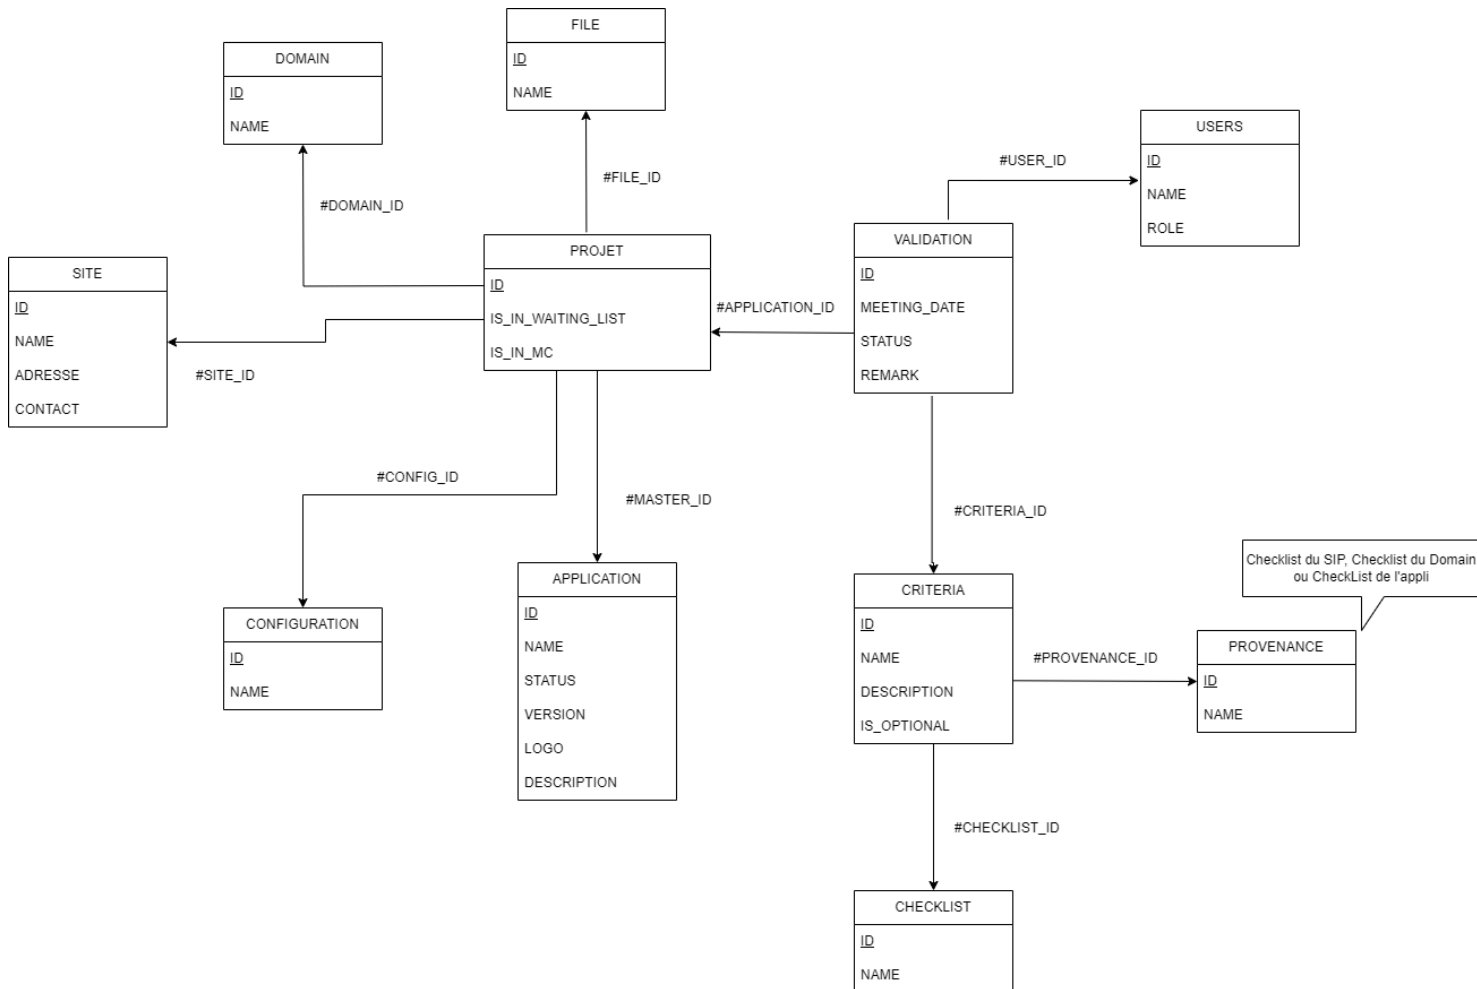 FILE
ID
NAME
DOMAIN
ID
NAME
USERS
ID
NAME
ROLE
#USER_ID
#FILE_ID
#DOMAIN_ID
PROJET
ID
IS_IN_WAITING_LIST
IS_IN_MC
VALIDATION
ID
MEETING_DATE
STATUS
REMARK
#APPLICATION_ID
SITE
ID
NAME
ADRESSE
CONTACT
#SITE_ID
#CONFIG_ID
#MASTER_ID
#CRITERIA_ID
CONFIGURATION
ID
NAME
APPLICATION
ID
NAME
STATUS
VERSION
LOGO
DESCRIPTION
CRITERIA
ID
NAME
DESCRIPTION
IS_OPTIONAL
#PROVENANCE_ID
Checklist du SIP, Checklist du Domain
ou CheckList de l'appli
PROVENANCE
ID
NAME
#CHECKLIST_ID
CHECKLIST
ID
NAME